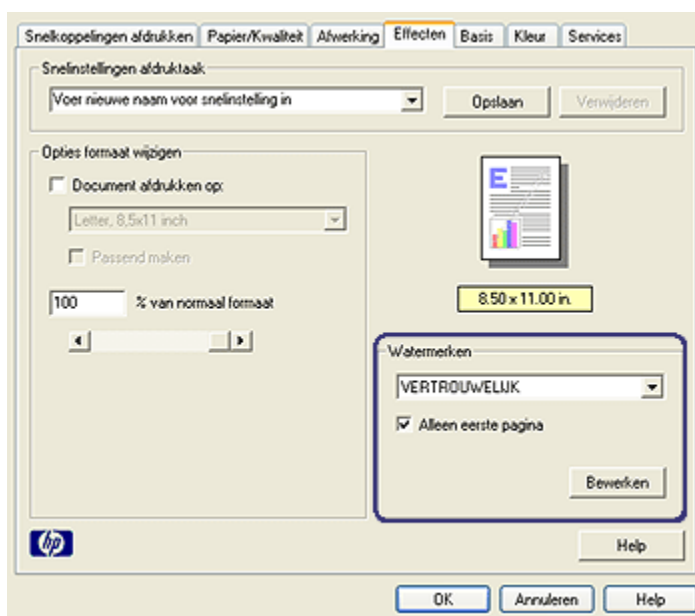 Snelkoppelingen afdrukken Papier/Kwaliteit Afwerking Effecten Basis Kleur Services
Snelinstellingen afdruktaak
Voer nieuwe naam voor snelinstelling in Opslaan Verwijderen
Opties formaat wijzigen
Document afdrukken op:
Letter, 8,5x11 inch
Passend maken
100 % van normaal formaat
E
8.50 x 11.00 in.
Watermerken
VERTROUWELIJK
Alleen eerste pagina
Bewerken
hp Help
OK Annuleren Help